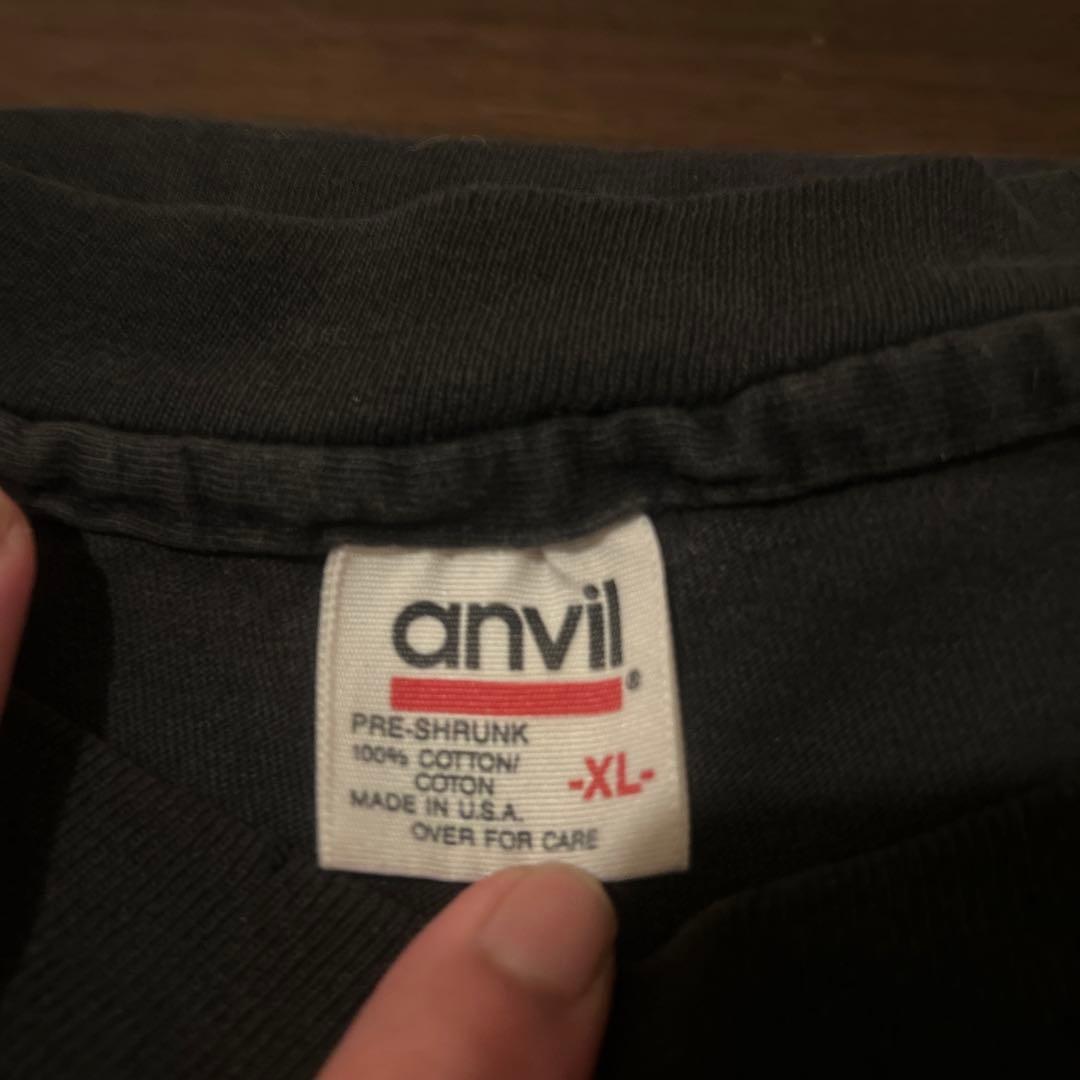 anvil®
PRE-SHRUNK
100% COTTON/
COTON
-XL-
MADE IN U.S.A.
OVER FOR CARE